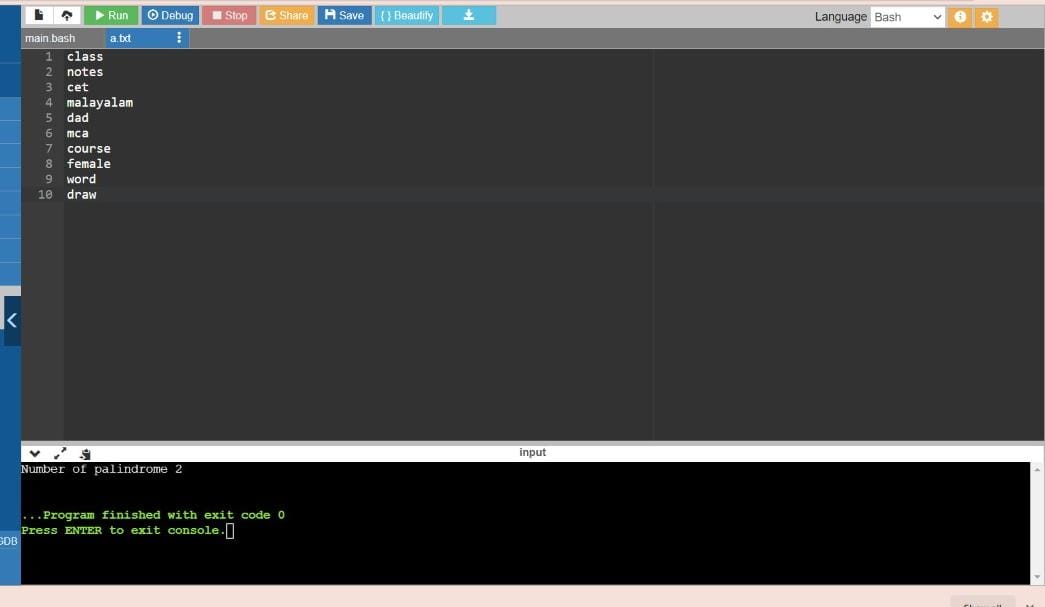 Run Debug Stop Share Save { } Beautify Language Bash
main.bash a.txt
1 class
2 notes
3 cet
4 malayalam
5 dad
6 mca
7 course
8 female
9 word
10 draw
input
Number of palindrome 2
...Program finished with exit code 0
Press ENTER to exit console.
GDB